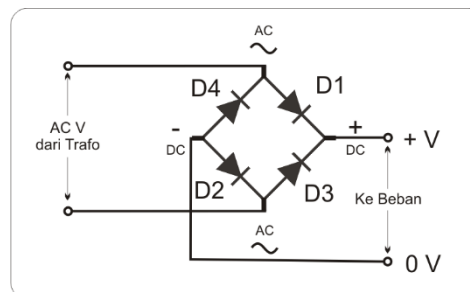 AC
D4
D1
AC V
dari Trafo
-
DC
+
DC
+ V
D2
D3
Ke Beban
AC
0 V